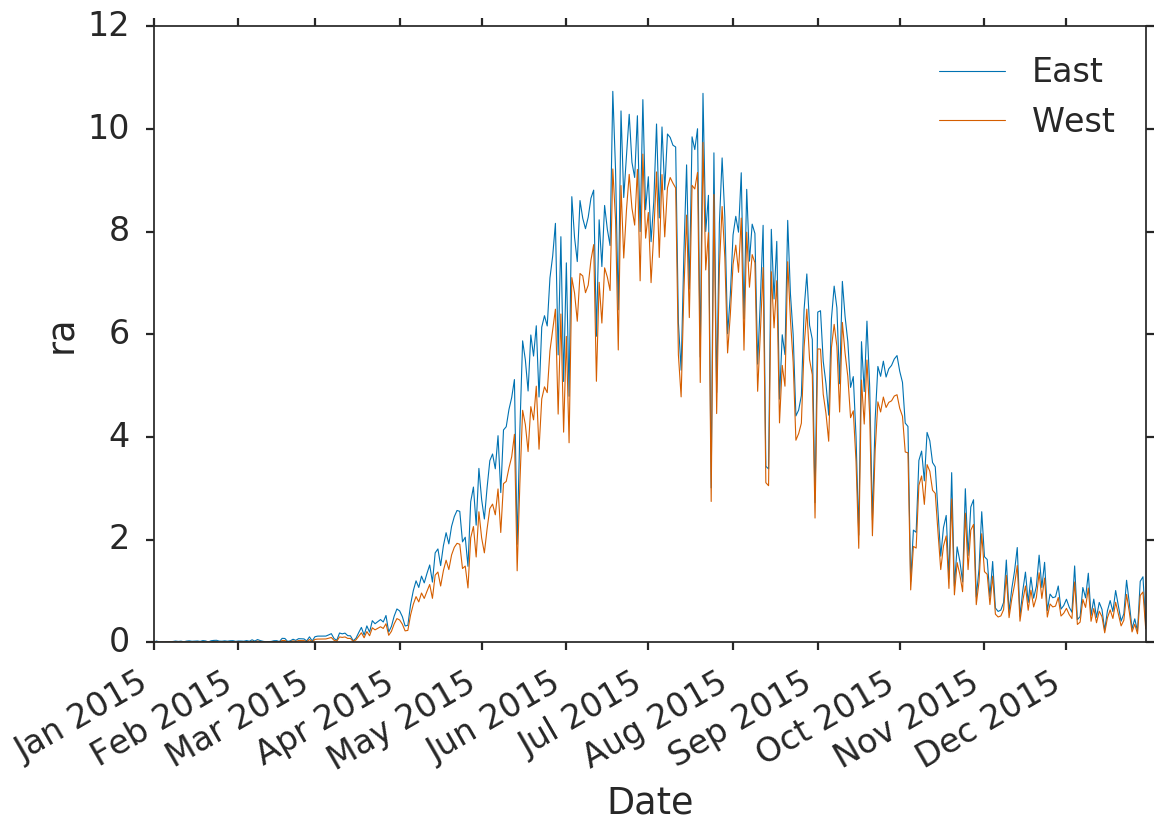 12
10
8
6
4
2
0
ra
East
West
Jan 2015
Feb 2015
Mar 2015
Apr 2015
May 2015
Jun 2015
Jul 2015
Aug 2015
Sep 2015
Oct 2015
Nov 2015
Dec 2015
Date